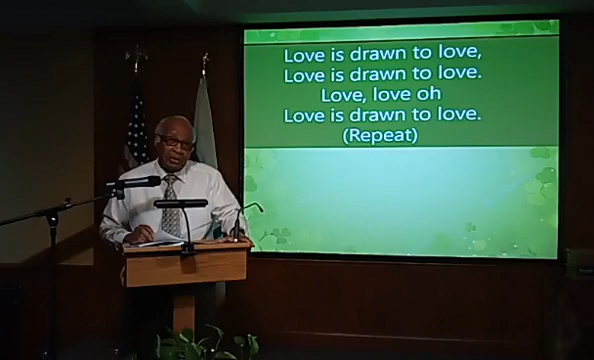 Love is drawn to love,
Love is drawn to love.
Love, love oh
Love is drawn to love.
(Repeat)